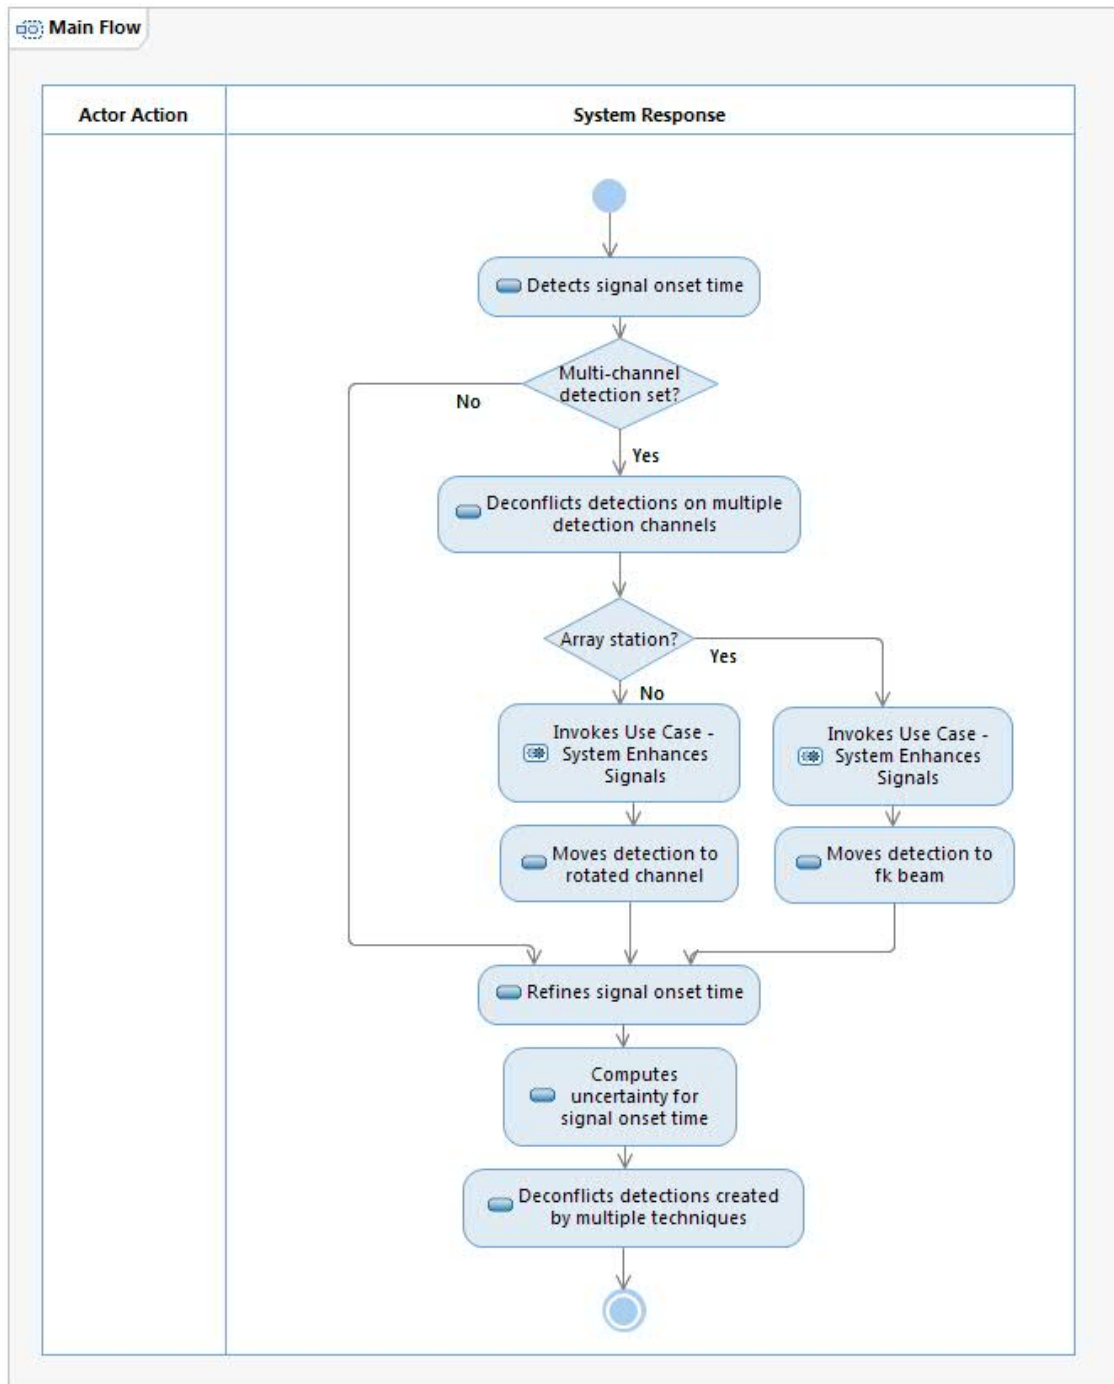 Main Flow
Actor Action
System Response
Detects signal onset time
Multi-channel
detection set?
No
Yes
Deconflicts detections on multiple
detection channels
Array station?
Yes
No
Invokes Use Case -
System Enhances
Signals
Invokes Use Case -
System Enhances
Signals
Moves detection to
rotated channel
Moves detection to
fk beam
Refines signal onset time
Computes
uncertainty for
signal onset time
Deconflicts detections created
by multiple techniques